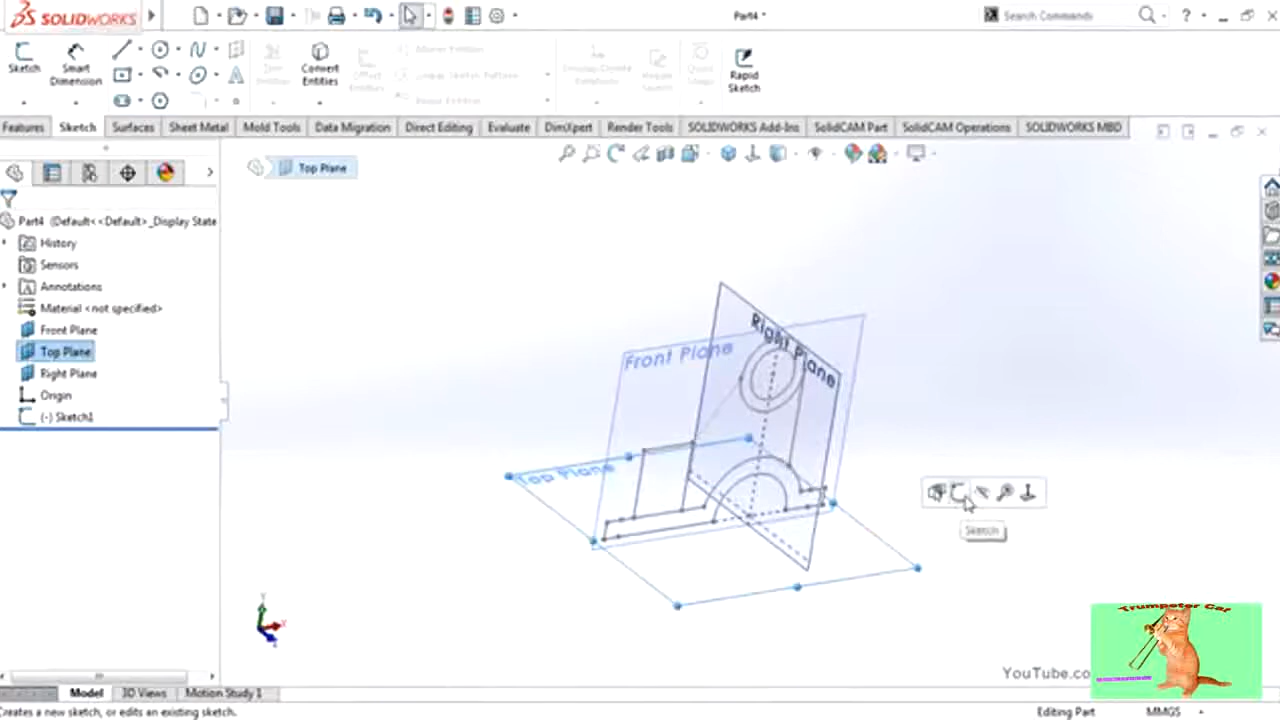 SOLIDWORKS
Part4 *
Search Commands
Sketch
Smart Dimension
Convert Entities
Rapid Sketch
Features
Sketch
Surfaces
Sheet Metal
Mold Tools
Data Migration
Direct Editing
Evaluate
DimXpert
Render Tools
SOLIDWORKS Add-Ins
SolidCAM Part
SolidCAM Operations
SOLIDWORKS MBD
Top Plane
Part4 (Default<<Default>_Display State
History
Sensors
Annotations
Material <not specified>
Front Plane
Top Plane
Right Plane
Origin
(-) Sketch1
Right Plane
Front Plane
Top Plane
Sketch
Trumpeter Cat
YouTube.co
Model
3D Views
Motion Study 1
Creates a new sketch, or edits an existing sketch.
Editing Part
MMGS